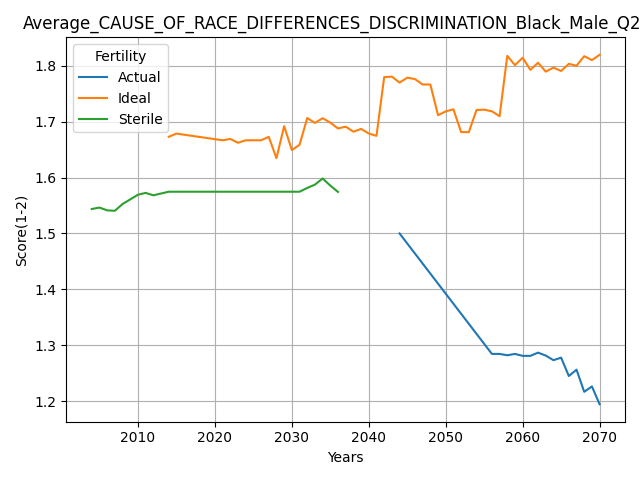 Average_CAUSE_OF_RACE_DIFFERENCES_DISCRIMINATION_Black_Male_Q2
Fertility
Actual
Ideal
Sterile
Score(1-2)
1.8
1.7
1.6
1.5
1.4
1.3
1.2
2010 2020 2030 2040 2050 2060 2070
Years